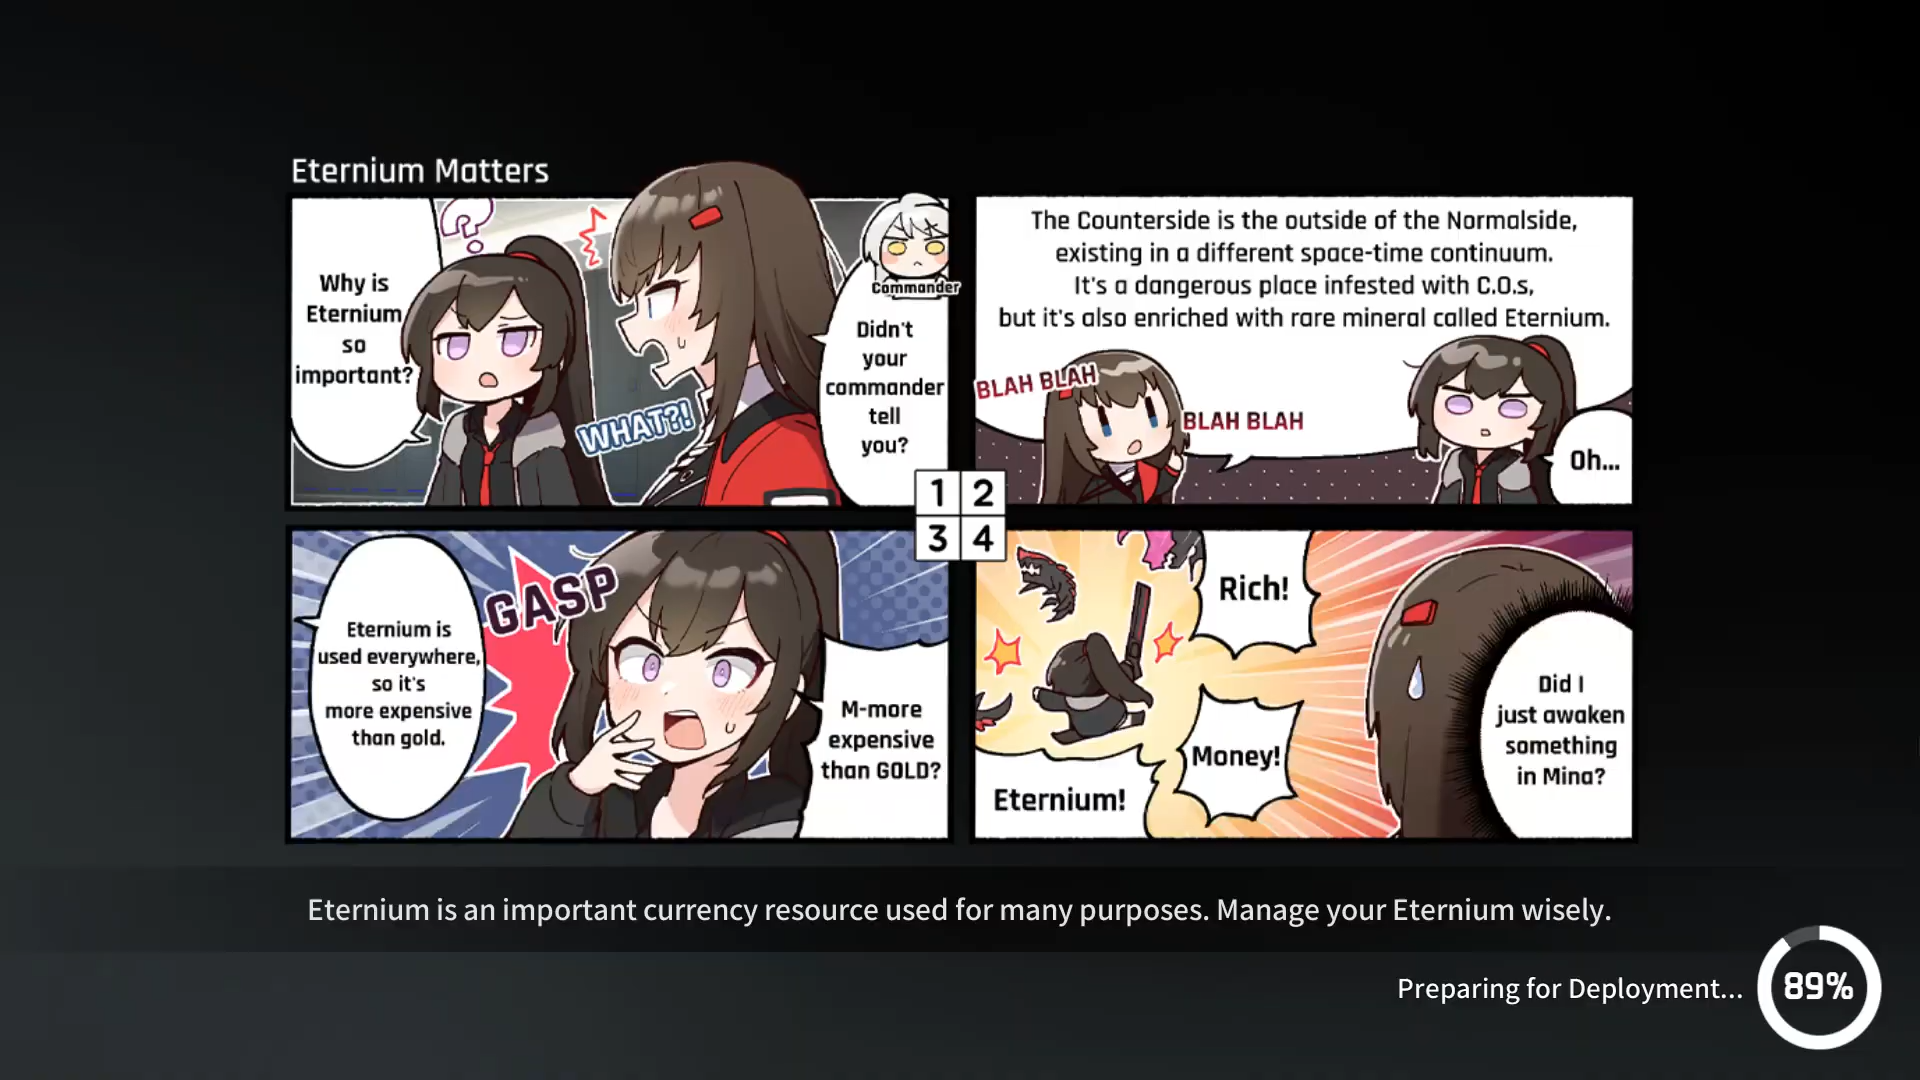 Eternium Matters
Why is
Eternium
so
important?
WHAT?!
Commander
Didn't
your
commander
tell
you?
The Counterside is the outside of the Normalside,
existing in a different space-time continuum.
It's a dangerous place infested with C.O.s,
but it's also enriched with rare mineral called Eternium.
BLAH BLAH
BLAH BLAH
Oh...
1 2
3 4
Eternium is
used everywhere,
so it's
more expensive
than gold.
GASP
M-more
expensive
than GOLD?
Rich!
Money!
Eternium!
Did I
just awaken
something
in Mina?
Eternium is an important currency resource used for many purposes. Manage your Eternium wisely.
Preparing for Deployment...
89%